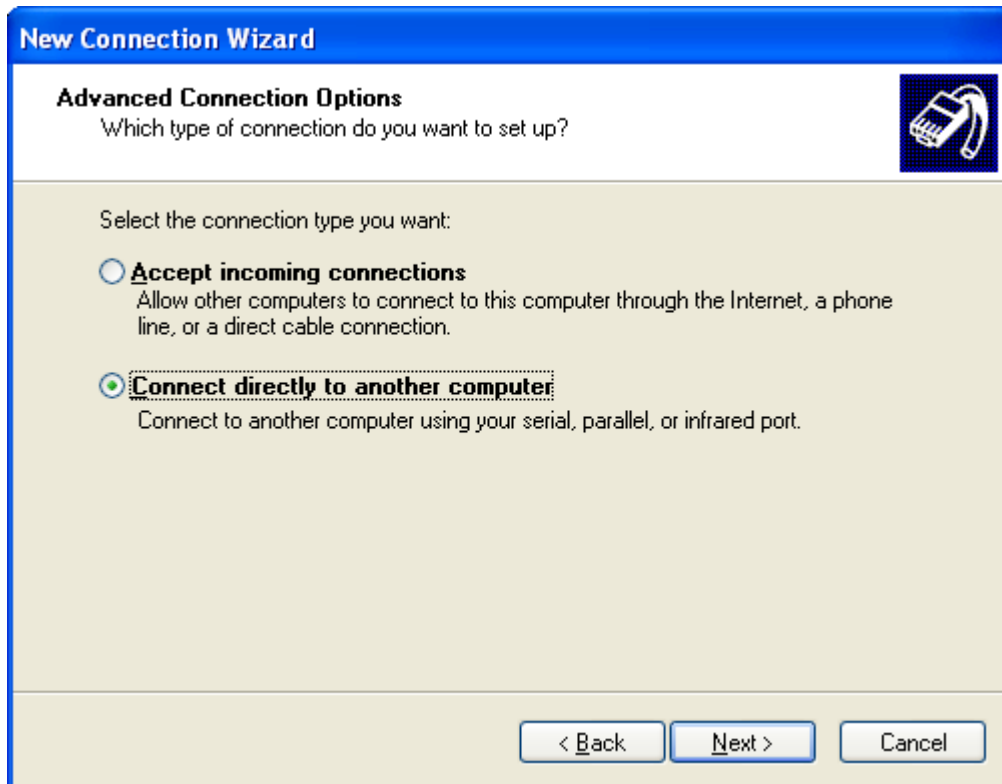 New Connection Wizard
Advanced Connection Options
Which type of connection do you want to set up?
Select the connection type you want:
Accept incoming connections
Allow other computers to connect to this computer through the Internet, a phone
line, or a direct cable connection.
Connect directly to another computer
Connect to another computer using your serial, parallel, or infrared port.
< Back Next > Cancel